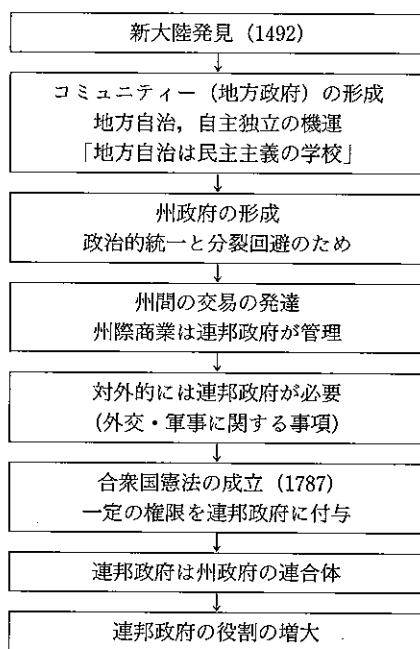 新大陸発見 (1492)
コミュニティー (地方政府) の形成
地方自治，自主独立の機運
「地方自治は民主主義の学校」
州政府の形成
政治的統一と分裂回避のため
州間の交易の発達
州際商業は連邦政府が管理
対外的には連邦政府が必要
(外交・軍事に関する事項)
合衆国憲法の成立 (1787)
一定の権限を連邦政府に付与
連邦政府は州政府の連合体
連邦政府の役割の増大